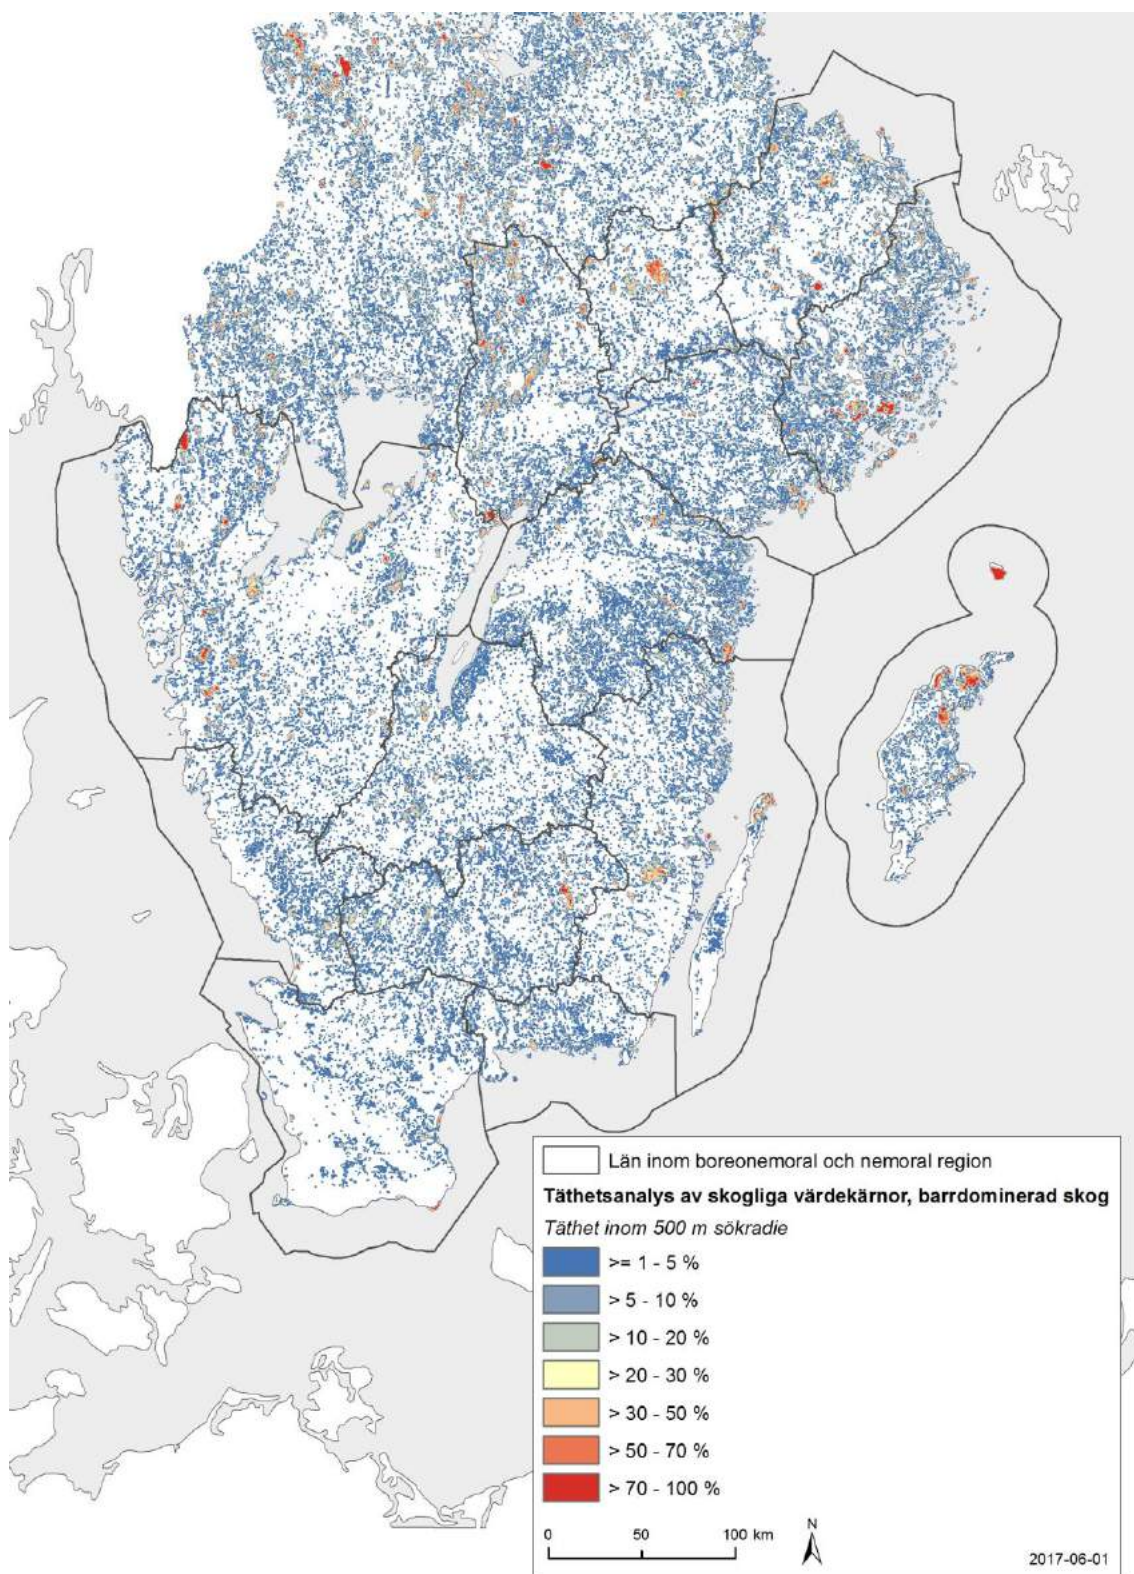 Län inom boreonemoral och nemoral region
Täthetsanalys av skogliga värdekärnor, barrdominerad skog
Täthet inom 500 m sökradie
>= 1 - 5 %
> 5 - 10 %
> 10 - 20 %
> 20 - 30 %
> 30 - 50 %
> 50 - 70 %
> 70 - 100 %
0 50 100 km
N
2017-06-01